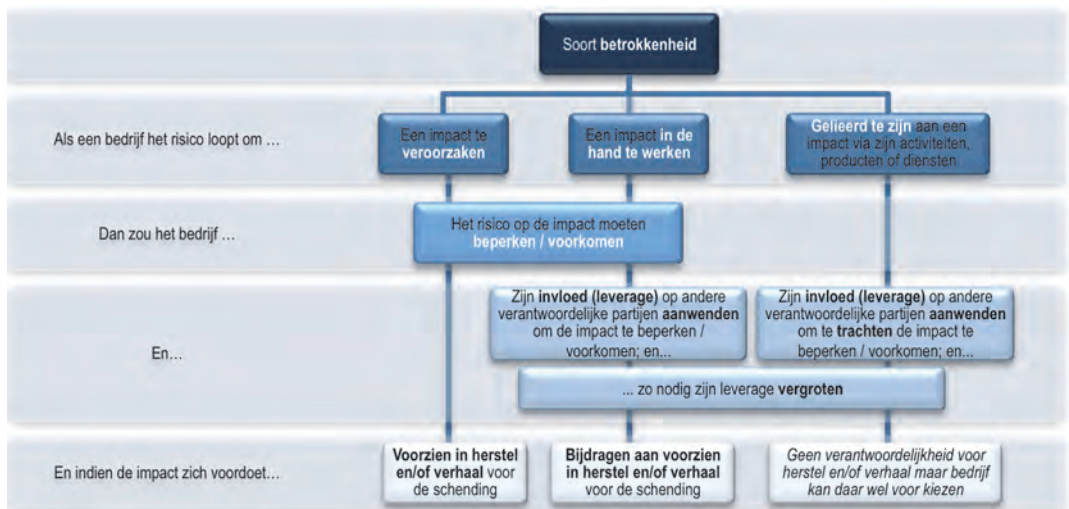 Soort betrokkenheid
Als een bedrijf het risico loopt om …
Een impact te
veroorzaken
Een impact in de
hand te werken
Gelieerd te zijn aan een
impact via zijn activiteiten,
producten of diensten
Dan zou het bedrijf …
Het risico op de impact moeten
beperken / voorkomen
En…
Zijn invloed (leverage) op andere
verantwoordelijke partijen aanwenden
om de impact te beperken /
voorkomen; en...
Zijn invloed (leverage) op andere
verantwoordelijke partijen aanwenden
om te trachten de impact te
beperken / voorkomen; en...
... zo nodig zijn leverage vergroten
En indien de impact zich voordoet…
Voorzien in herstel
en/of verhaal voor
de schending
Bijdragen aan voorzien
in herstel en/of verhaal
voor de schending
Geen verantwoordelijkheid voor
herstel en/of verhaal maar bedrijf
kan daar wel voor kiezen